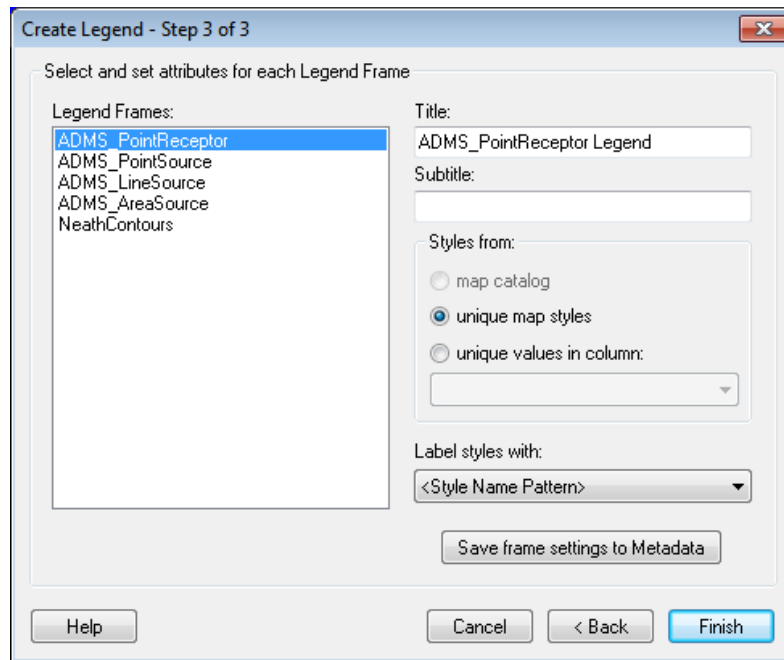 Create Legend - Step 3 of 3
Select and set attributes for each Legend Frame
Legend Frames:
ADMS_PointReceptor
ADMS_PointSource
ADMS_LineSource
ADMS_AreaSource
NeathContours
Title:
ADMS_PointReceptor Legend
Subtitle:
Styles from:
map catalog
unique map styles
unique values in column:
Label styles with:
<Style Name Pattern>
Save frame settings to Metadata
Help
Cancel
< Back
Finish